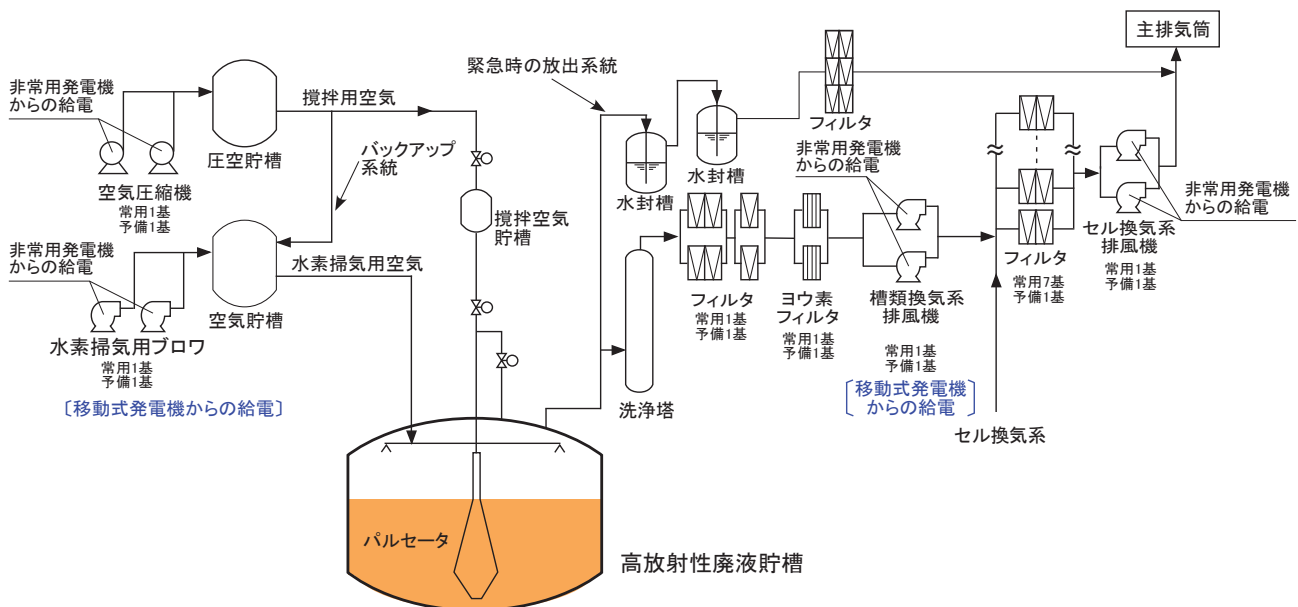 主排気筒
緊急時の放出系統
非常用発電機
からの給電
撹拌用空気
圧空貯槽
バックアップ
系統
空気圧縮機
常用1基
予備1基
水封槽
水封槽
フィルタ
非常用発電機
からの給電
撹拌空気
貯槽
非常用発電機
からの給電
水素掃気用空気
空気貯槽
水素掃気用ブロワ
常用1基
予備1基
〔移動式発電機からの給電〕
フィルタ
常用1基
予備1基
ヨウ素
フィルタ
常用1基
予備1基
槽類換気系
排風機
常用1基
予備1基
移動式発電機
からの給電
フィルタ
常用7基
予備1基
セル換気系
排風機
常用1基
予備1基
非常用発電機
からの給電
洗浄塔
セル換気系
パルセータ
高放射性廃液貯槽